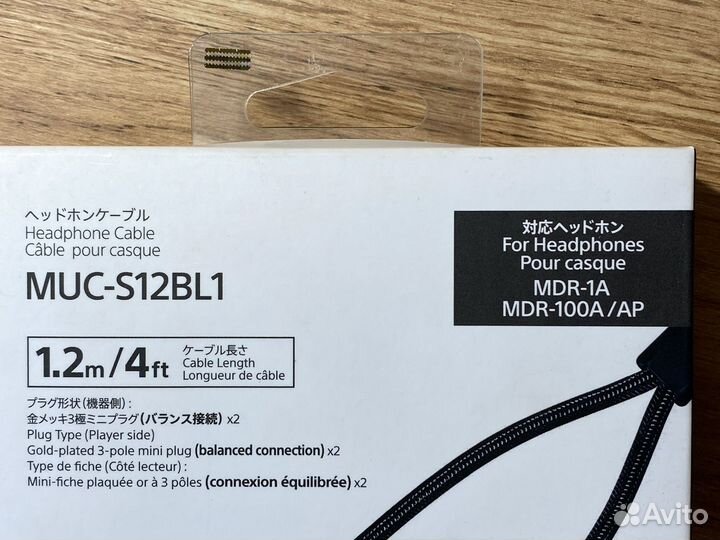 ヘッドホンケーブル
Headphone Cable
Câble pour casque
MUC-S12BL1
1.2m/4ft
ケーブル長さ
Cable Length
Longueur de câble
プラグ形状(機器側):
金メッキ3極ミニプラグ(バランス接続) x2
Plug Type (Player side)
Gold-plated 3-pole mini plug (balanced connection) x2
Type de fiche (Côté lecteur):
Mini-fiche plaquée or à 3 pôles (connexion équilibrée) x2
対応ヘッドホン
For Headphones
Pour casque
MDR-1A
MDR-100A/AP
Avito